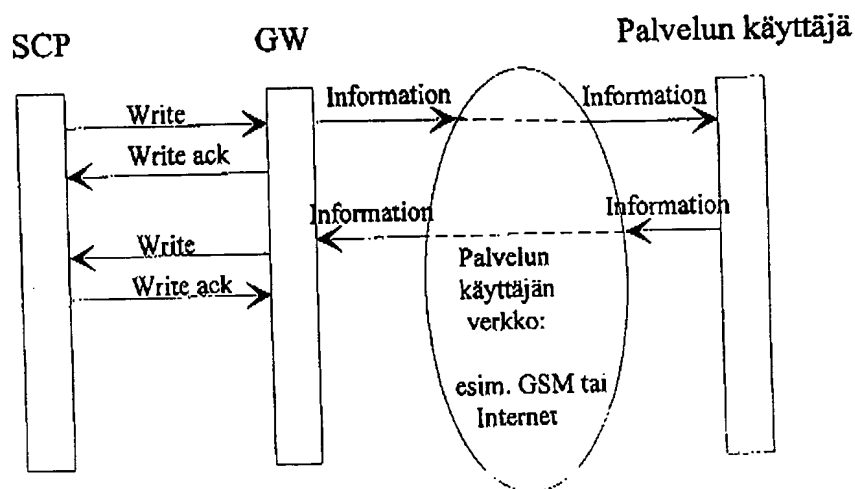 SCP
GW
Palvelun käyttäjä
Write
Information
Information
Write ack
Information
Information
Write
Write ack
Palvelun
käyttäjän
verkko:
esim. GSM tai
Internet